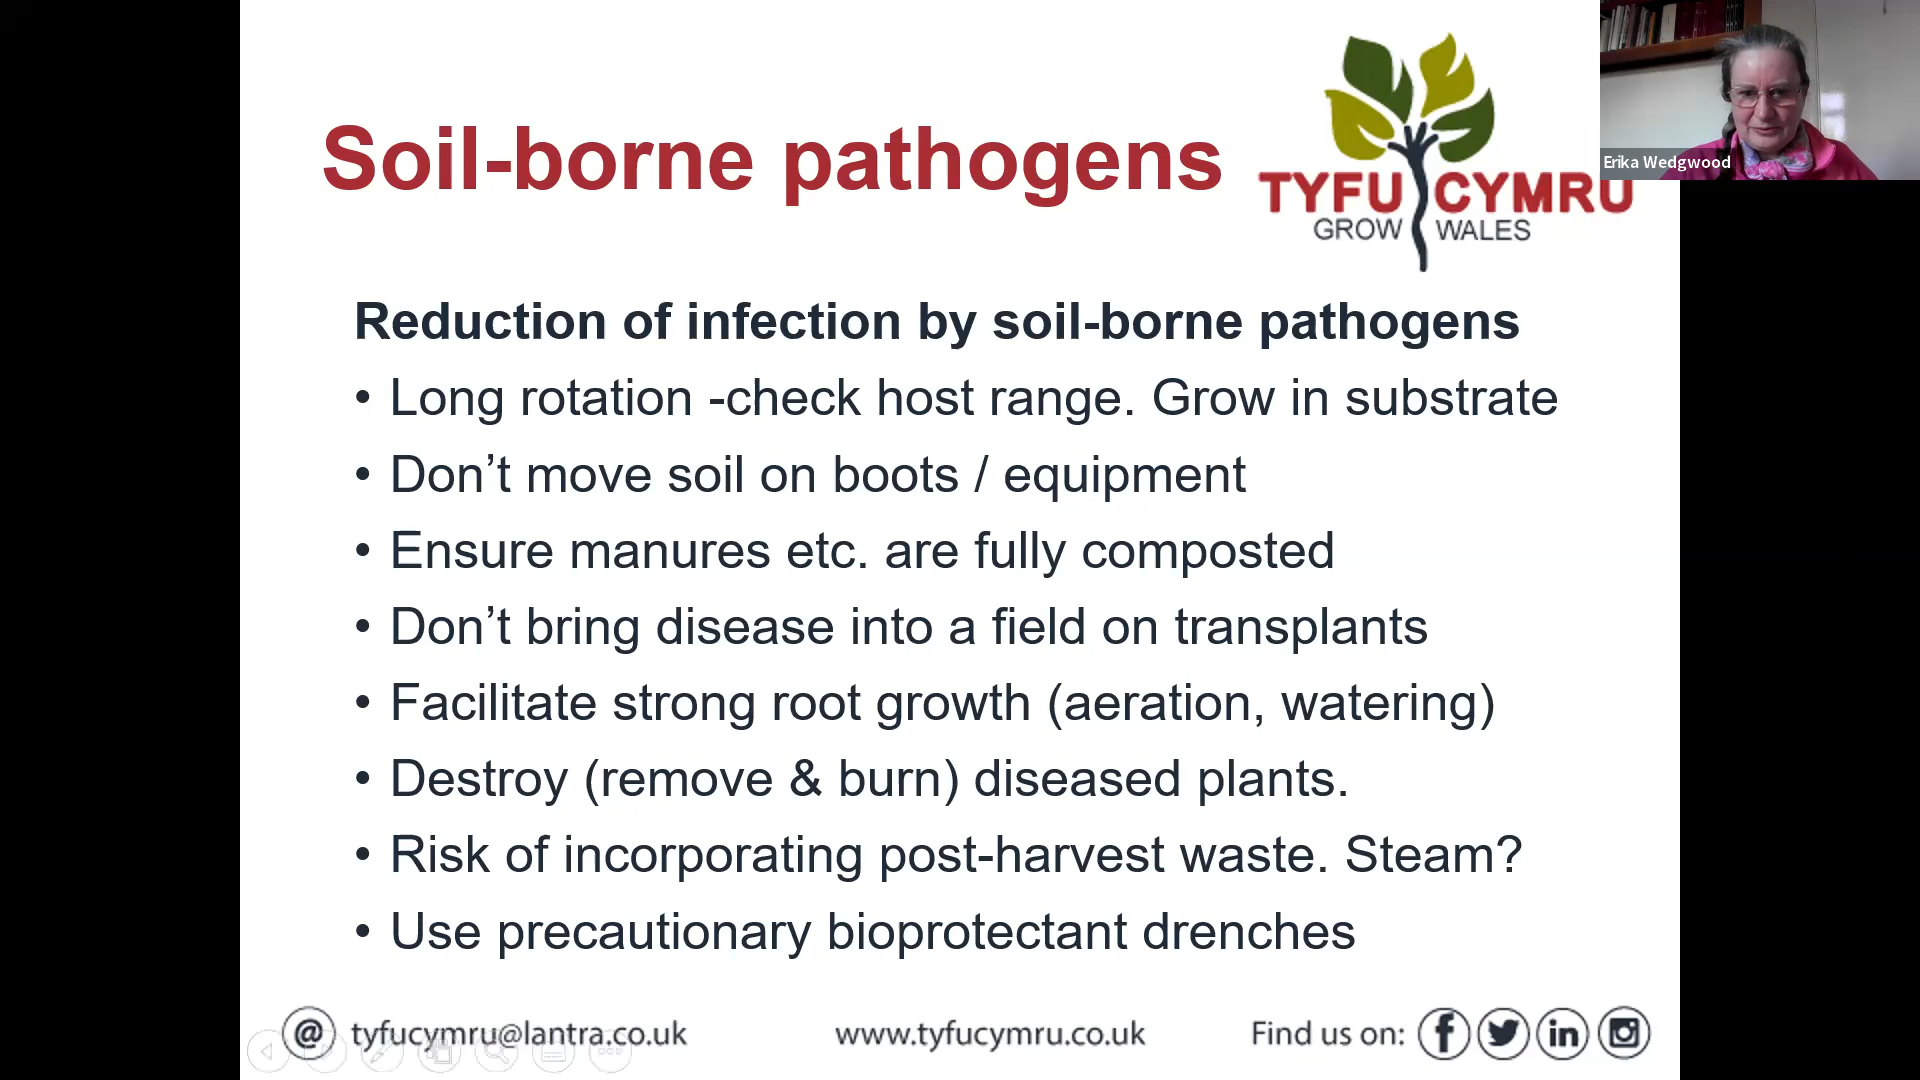 Soil-borne pathogens
TYFU CYMRU
GROW WALES
Erika Wedgwood
Reduction of infection by soil-borne pathogens
• Long rotation -check host range. Grow in substrate
• Don’t move soil on boots / equipment
• Ensure manures etc. are fully composted
• Don’t bring disease into a field on transplants
• Facilitate strong root growth (aeration, watering)
• Destroy (remove & burn) diseased plants.
• Risk of incorporating post-harvest waste. Steam?
• Use precautionary bioprotectant drenches
@ tyfucymru@lantra.co.uk www.tyfucymru.co.uk Find us on: